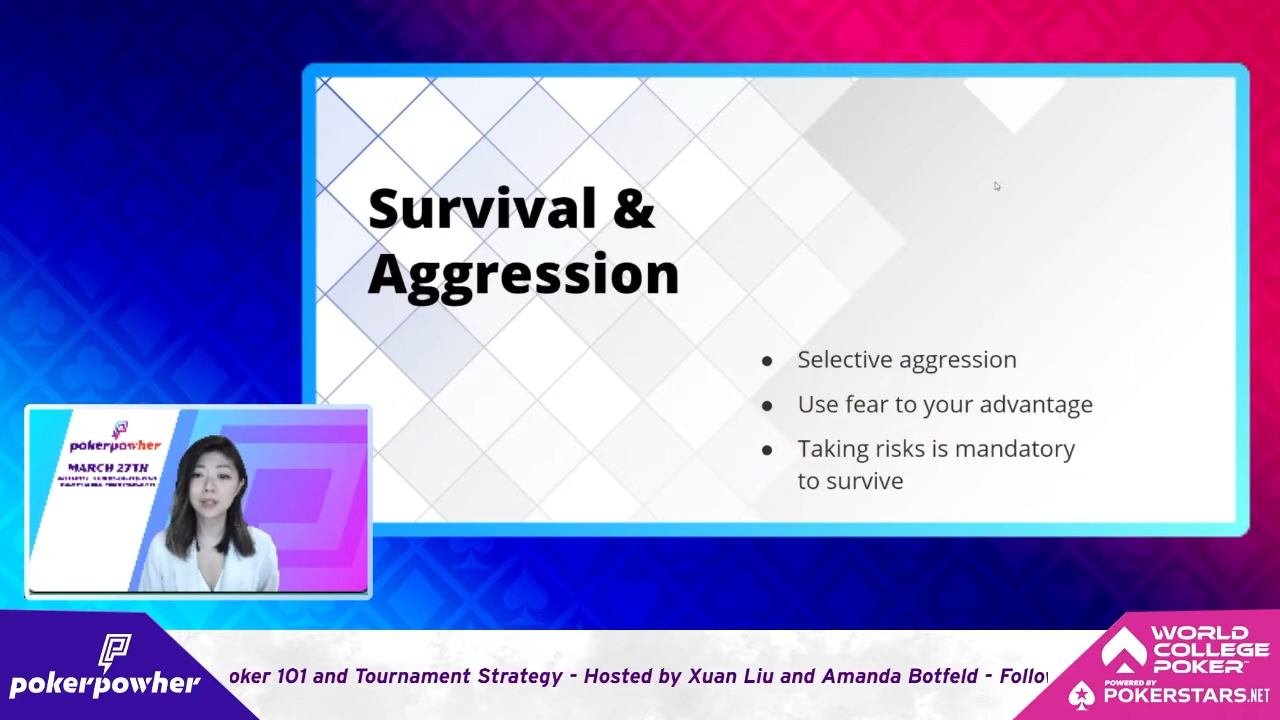 Survival &
Aggression
● Selective aggression
● Use fear to your advantage
● Taking risks is mandatory
to survive
pokerpowher
MARCH 27TH
pokerpowher
oker 101 and Tournament Strategy - Hosted by Xuan Liu and Amanda Botfeld - Follo
WORLD
COLLEGE
POKER™
POWERED BY
POKERSTARS.NET